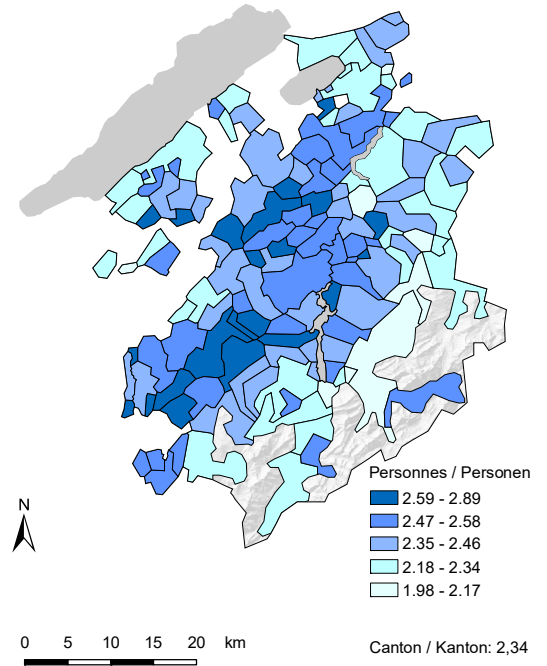 Personnes / Personen
2.59 - 2.89
2.47 - 2.58
2.35 - 2.46
2.18 - 2.34
1.98 - 2.17
N
0 5 10 15 20 km
Canton / Kanton: 2,34